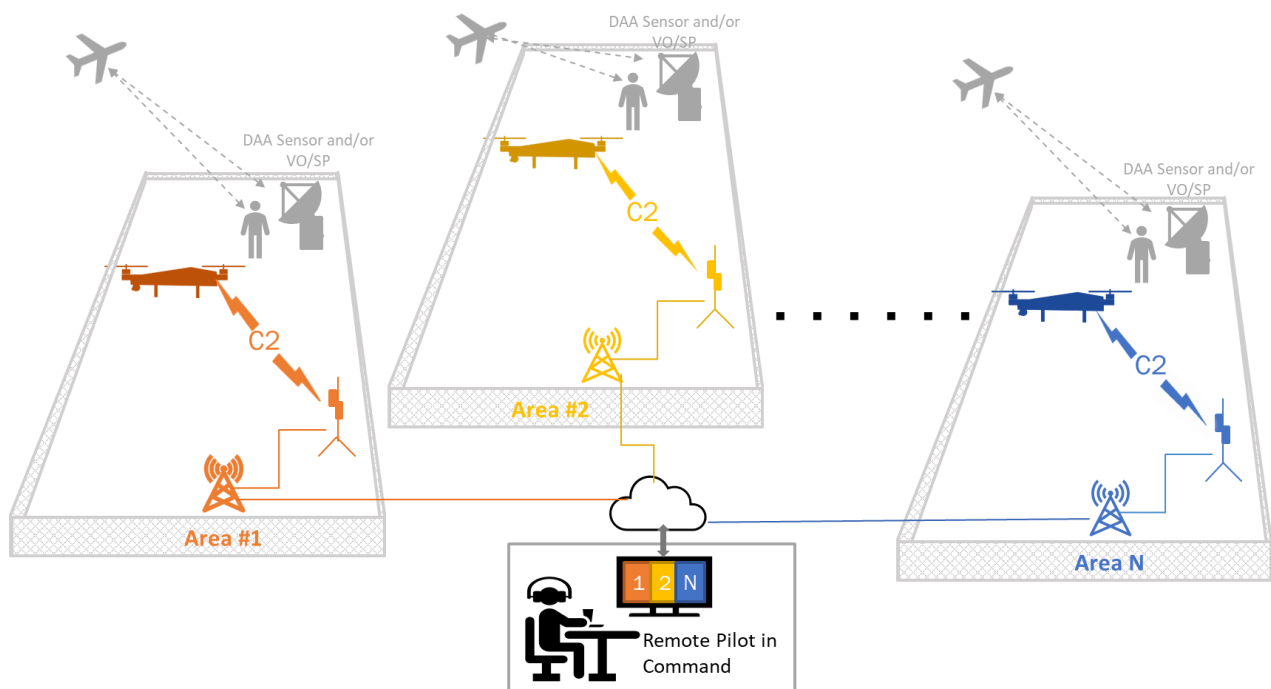 DAA Sensor and/or
VO/SP
C2
Area #1
DAA Sensor and/or
VO/SP
C2
Area #2
DAA Sensor and/or
VO/SP
C2
Area N
1 2 N
Remote Pilot in
Command